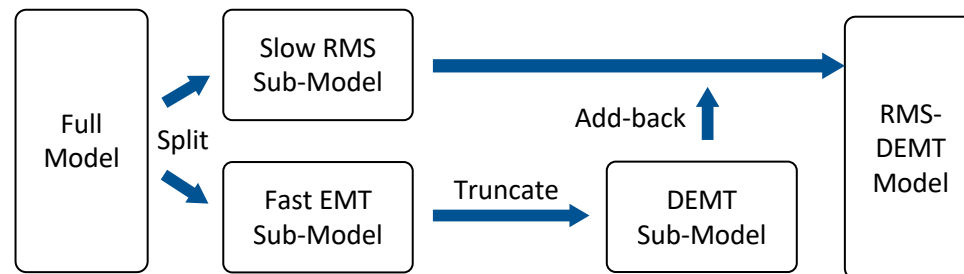 Full
Model
Split
Slow RMS
Sub-Model
Fast EMT
Sub-Model
Truncate
Add-back
DEMT
Sub-Model
RMS-
DEMT
Model